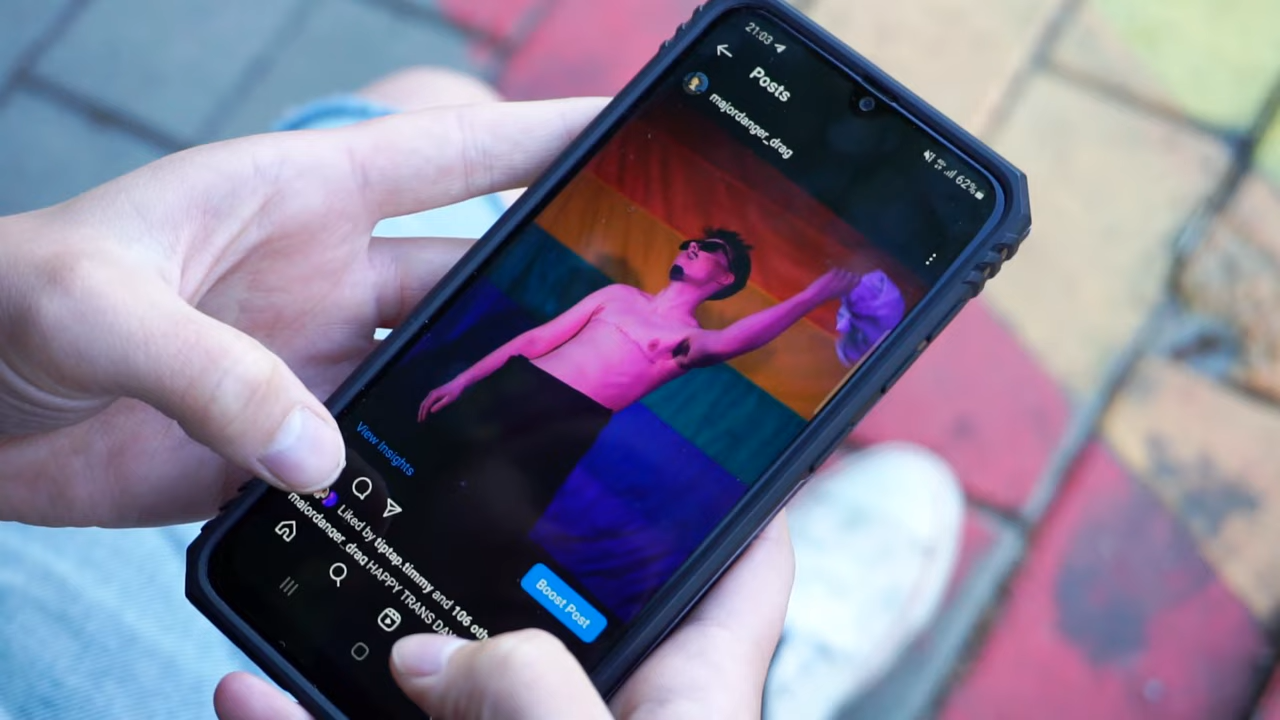 21:03
62%
Posts
majordanger_drag
View Insights
Liked by tiptap.timmy and 106 oth
majordanger_drag HAPPY TRANS DAY
Boost Post